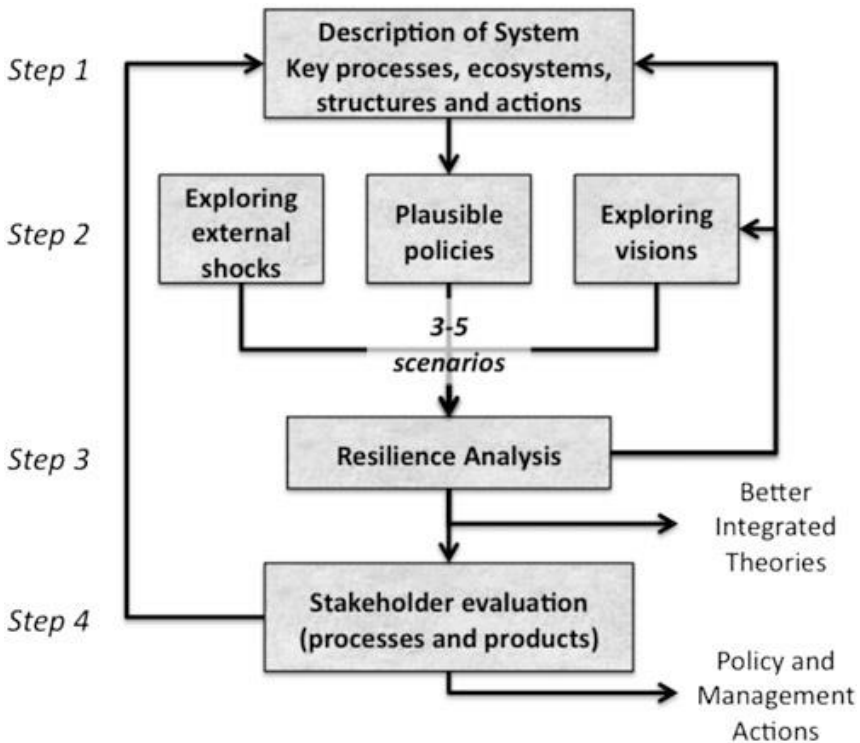 Step 1
Description of System
Key processes, ecosystems,
structures and actions
Step 2
Exploring
external
shocks
Plausible
policies
Exploring
visions
3-5
scenarios
Step 3
Resilience Analysis
Better
Integrated
Theories
Step 4
Stakeholder evaluation
(processes and products)
Policy and
Management
Actions